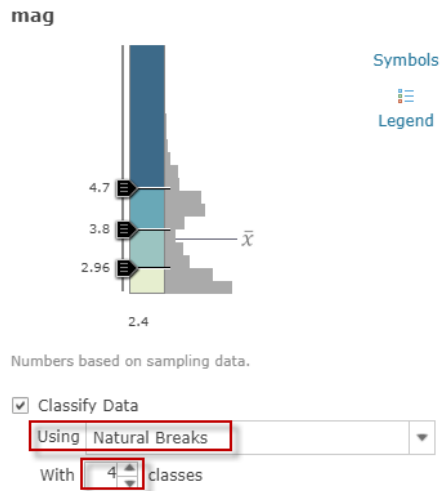 mag
Symbols
Legend
4.7
3.8
x̄
2.96
2.4
Numbers based on sampling data.
Classify Data
Using Natural Breaks
With 4 classes